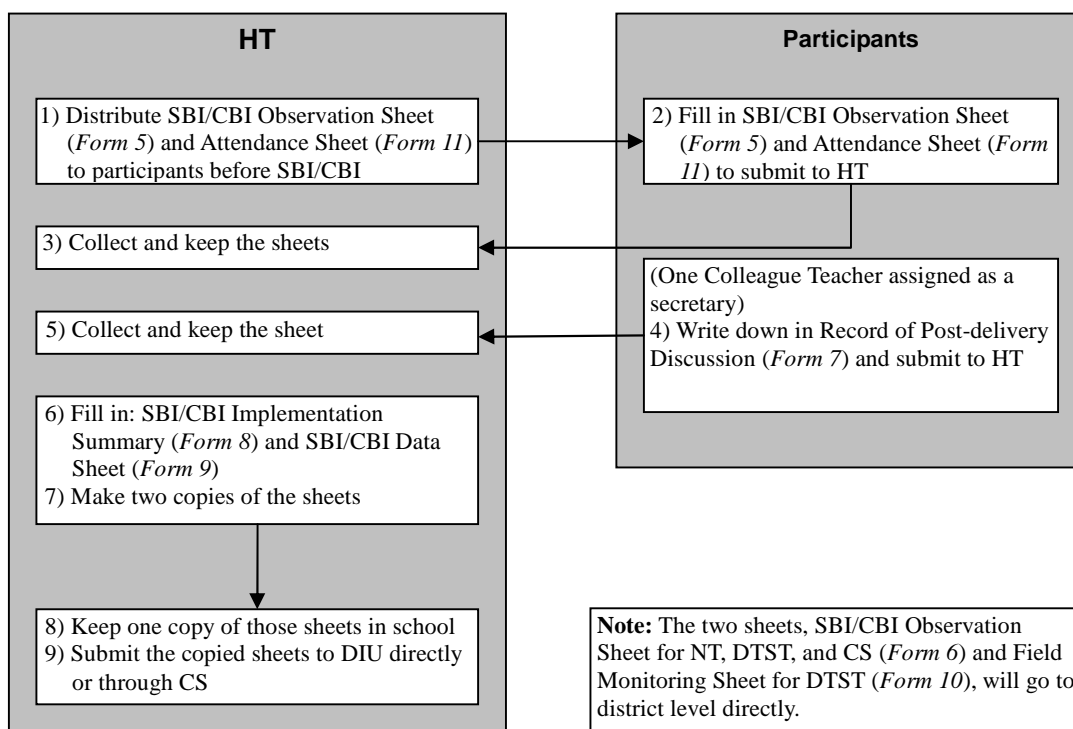 HT
Participants
1) Distribute SBI/CBI Observation Sheet
(Form 5) and Attendance Sheet (Form 11)
to participants before SBI/CBI
2) Fill in SBI/CBI Observation Sheet
(Form 5) and Attendance Sheet (Form
11) to submit to HT
3) Collect and keep the sheets
(One Colleague Teacher assigned as a
secretary)
4) Write down in Record of Post-delivery
Discussion (Form 7) and submit to HT
5) Collect and keep the sheet
6) Fill in: SBI/CBI Implementation
Summary (Form 8) and SBI/CBI Data
Sheet (Form 9)
7) Make two copies of the sheets
8) Keep one copy of those sheets in school
9) Submit the copied sheets to DIU directly
or through CS
Note: The two sheets, SBI/CBI Observation
Sheet for NT, DTST, and CS (Form 6) and Field
Monitoring Sheet for DTST (Form 10), will go to
district level directly.